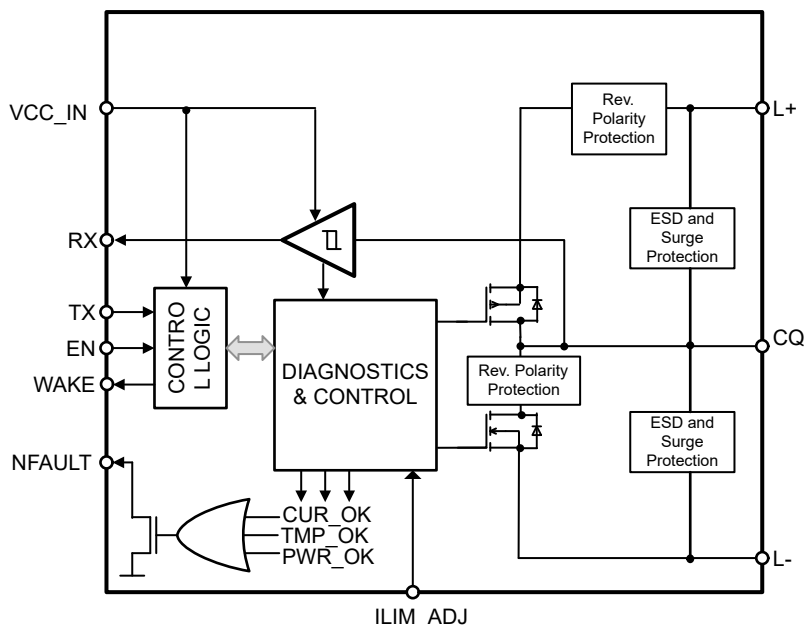 VCC_IN
Rev.
Polarity
Protection
L+
RX
ESD and
Surge
Protection
TX
EN
WAKE
CONTRO
L LOGIC
DIAGNOSTICS
& CONTROL
Rev. Polarity
Protection
CQ
ESD and
Surge
Protection
NFAULT
CUR_OK
TMP_OK
PWR_OK
L-
ILIM_ADJ